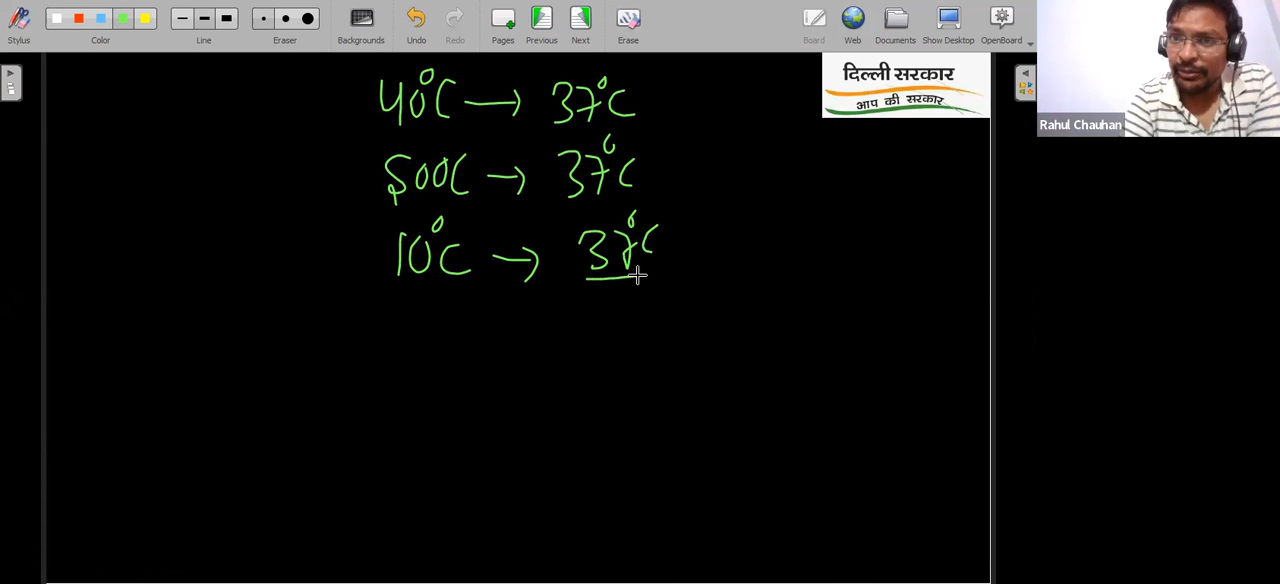 Stylus
Color
Line
Eraser
Backgrounds
Undo
Redo
Pages
Previous
Next
Erase
Board
Web
Documents
Show Desktop
OpenBoard
दिल्ली सरकार
आप की सरकार
Rahul Chauhan
40°C → 37°C
500C → 37°C
10°C → 37°C